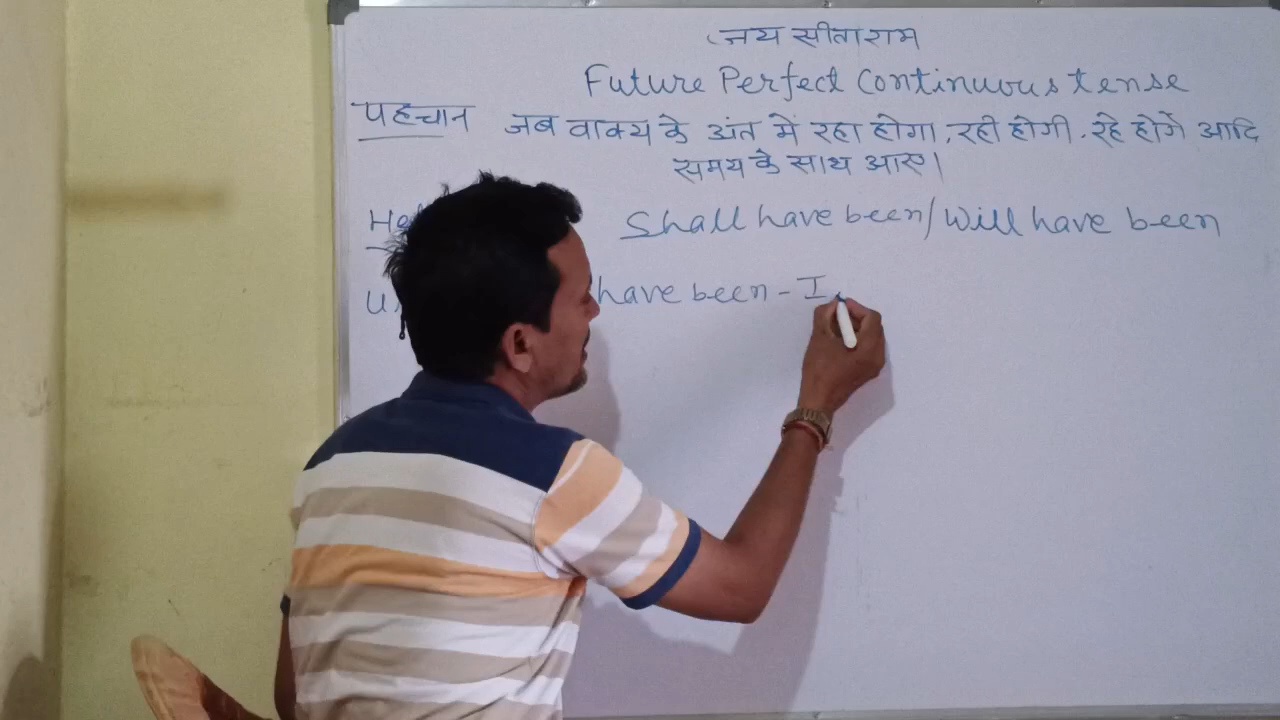 जय सीताराम
Future Perfect Continuous tense
पहचान जब वाक्य के अंत में रहा होगा, रही होगी, रहे होंगे आदि
समय के साथ आए।
Shall have been/Will have been
have been - I,